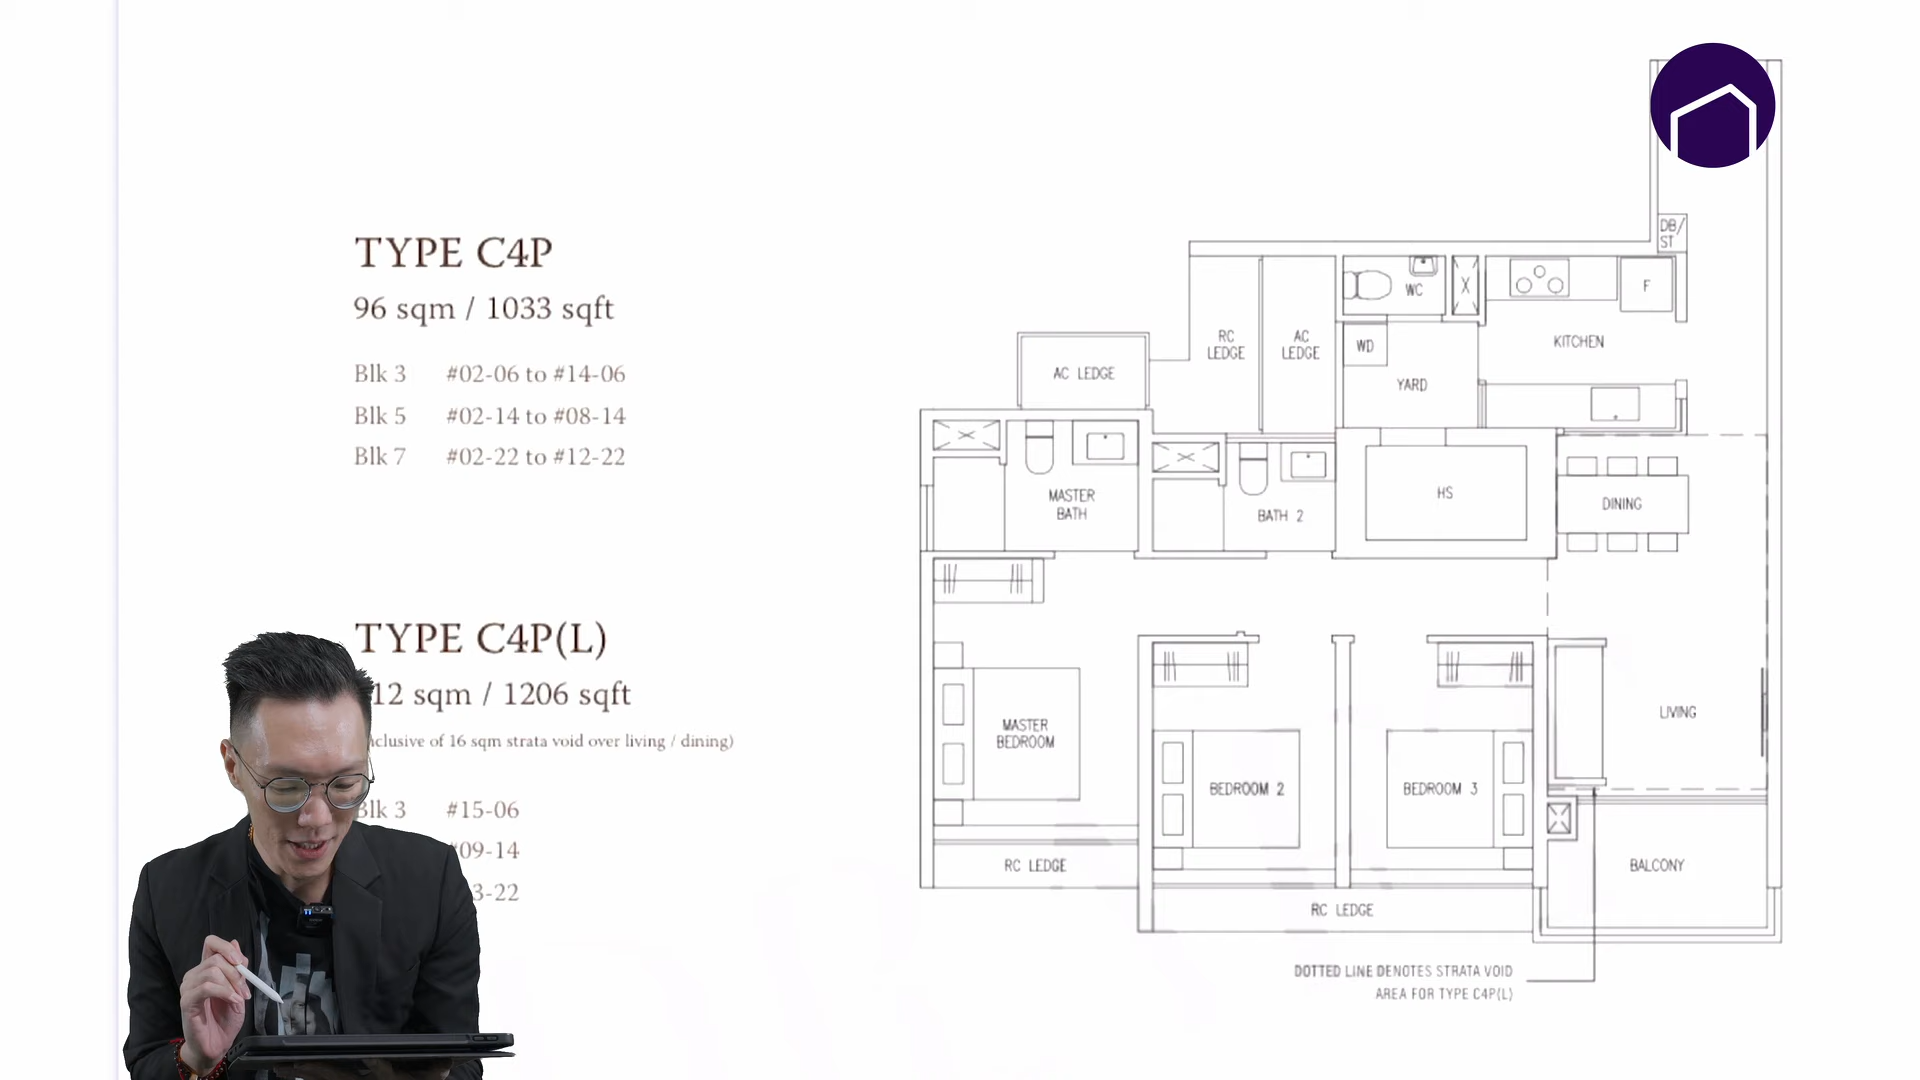 TYPE C4P
96 sqm / 1033 sqft
Blk 3 #02-06 to #14-06
Blk 5 #02-14 to #08-14
Blk 7 #02-22 to #12-22
TYPE C4P(L)
12 sqm / 1206 sqft
nclusive of 16 sqm strata void over living / dining)
Blk 3 #15-06
#09-14
3-22
DB/
ST
WC
F
KITCHEN
RC
LEDGE
AC
LEDGE
WD
YARD
AC LEDGE
MASTER
BATH
BATH 2
HS
DINING
MASTER
BEDROOM
BEDROOM 2
BEDROOM 3
LIVING
RC LEDGE
BALCONY
RC LEDGE
DOTTED LINE DENOTES STRATA VOID
AREA FOR TYPE C4P(L)